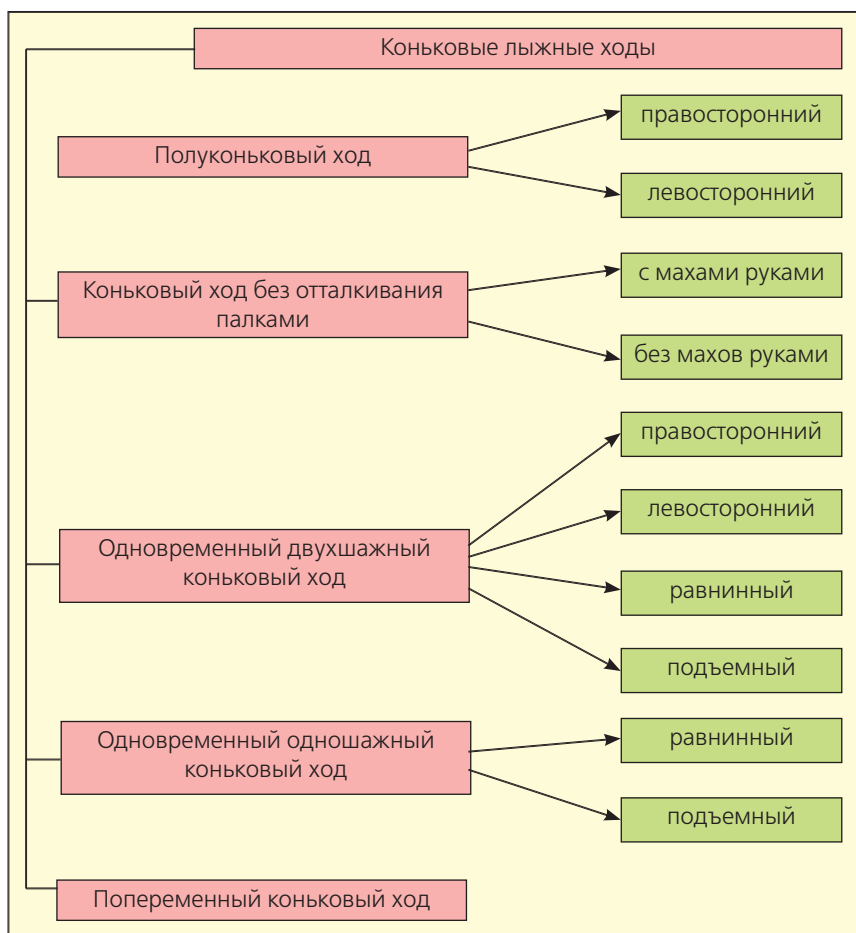 Коньковые лыжные ходы
Полуконьковый ход
правосторонний
левосторонний
Коньковый ход без отталкивания
палками
с махами руками
без махов руками
Одновременный двухшажный
коньковый ход
правосторонний
левосторонний
равнинный
подъемный
Одновременный одношажный
коньковый ход
равнинный
подъемный
Попеременный коньковый ход